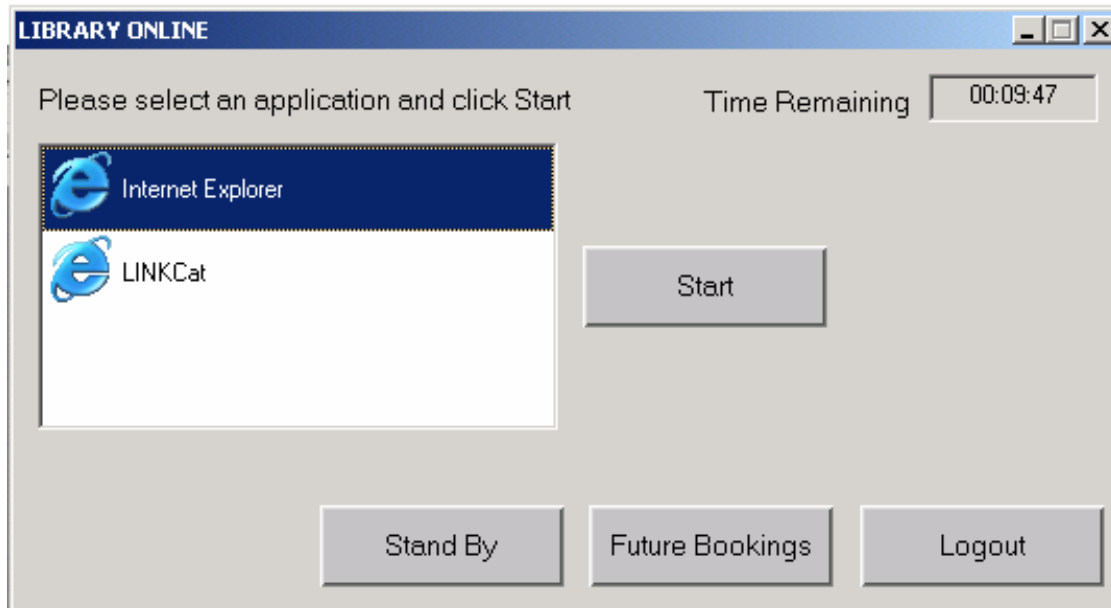 LIBRARY ONLINE
Please select an application and click Start
Time Remaining
00:09:47
Internet Explorer
LINKCat
Start
Stand By
Future Bookings
Logout